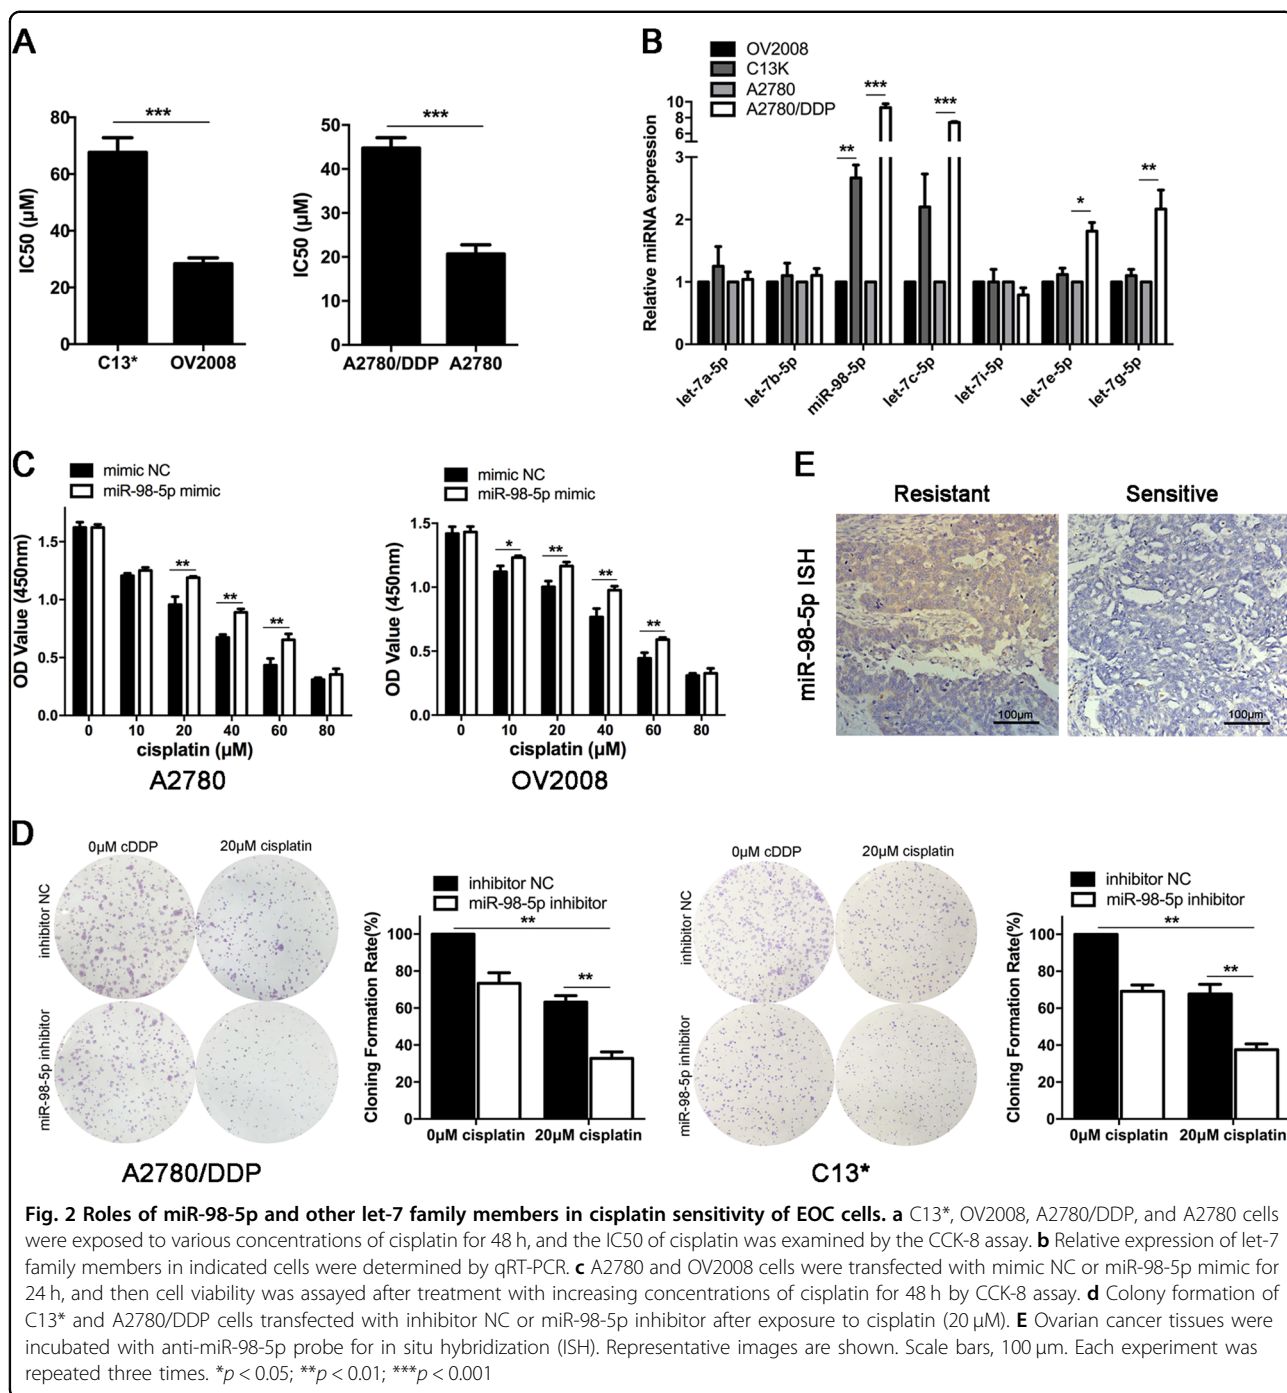 A
80
60
40
20
0
IC50 (µM)
***
C13*
OV2008
50
40
30
20
10
0
IC50 (µM)
***
A2780/DDP
A2780
B
OV2008
C13K
A2780
A2780/DDP
Relative miRNA expression
10
8
6
3
2
1
0
**
***
***
*
**
let-7a-5p
let-7b-5p
miR-98-5p
let-7c-5p
let-7i-5p
let-7e-5p
let-7g-5p
C
mimic NC
miR-98-5p mimic
OD Value (450nm)
1.5
1.0
0.5
0.0
**
**
**
0
10
20
40
60
80
cisplatin (µM)
A2780
mimic NC
miR-98-5p mimic
OD Value (450nm)
1.5
1.0
0.5
0.0
*
**
**
**
0
10
20
40
60
80
cisplatin (µM)
OV2008
E
Resistant
Sensitive
miR-98-5p ISH
100µm
100µm
D
0µM cDDP
20µM cisplatin
inhibitor NC
miR-98-5p inhibitor
A2780/DDP
inhibitor NC
miR-98-5p inhibitor
Cloning Formation Rate(%)
100
80
60
40
20
0
**
**
0µM cisplatin
20µM cisplatin
0µM cDDP
20µM cisplatin
inhibitor NC
miR-98-5p inhibitor
C13*
inhibitor NC
miR-98-5p inhibitor
Cloning Formation Rate(%)
100
80
60
40
20
0
**
**
0µM cisplatin
20µM cisplatin
Fig. 2 Roles of miR-98-5p and other let-7 family members in cisplatin sensitivity of EOC cells. a C13*, OV2008, A2780/DDP, and A2780 cells
were exposed to various concentrations of cisplatin for 48 h, and the IC50 of cisplatin was examined by the CCK-8 assay. b Relative expression of let-7
family members in indicated cells were determined by qRT-PCR. c A2780 and OV2008 cells were transfected with mimic NC or miR-98-5p mimic for
24 h, and then cell viability was assayed after treatment with increasing concentrations of cisplatin for 48 h by CCK-8 assay. d Colony formation of
C13* and A2780/DDP cells transfected with inhibitor NC or miR-98-5p inhibitor after exposure to cisplatin (20 µM). E Ovarian cancer tissues were
incubated with anti-miR-98-5p probe for in situ hybridization (ISH). Representative images are shown. Scale bars, 100 µm. Each experiment was
repeated three times. *p < 0.05; **p < 0.01; ***p < 0.001